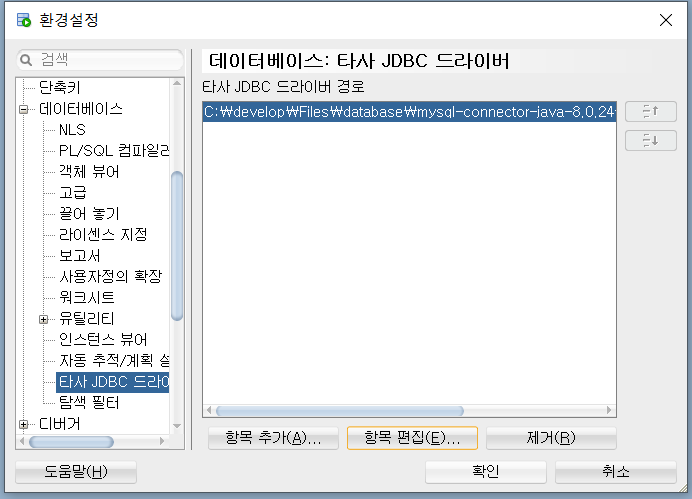 환경설정
검색
데이터베이스: 타사 JDBC 드라이버
타사 JDBC 드라이버 경로
C:\develop\Files\database\mysql-connector-java-8.0.24
단축키
데이터베이스
NLS
PL/SQL 컴파일러
객체 뷰어
고급
끌어 놓기
라이센스 지정
보고서
사용자정의 확장
워크시트
유틸리티
인스턴스 뷰어
자동 추적/계획 설
타사 JDBC 드라이
탐색 필터
디버거
항목 추가(A)...
항목 편집(E)...
제거(R)
도움말(H)
확인
취소